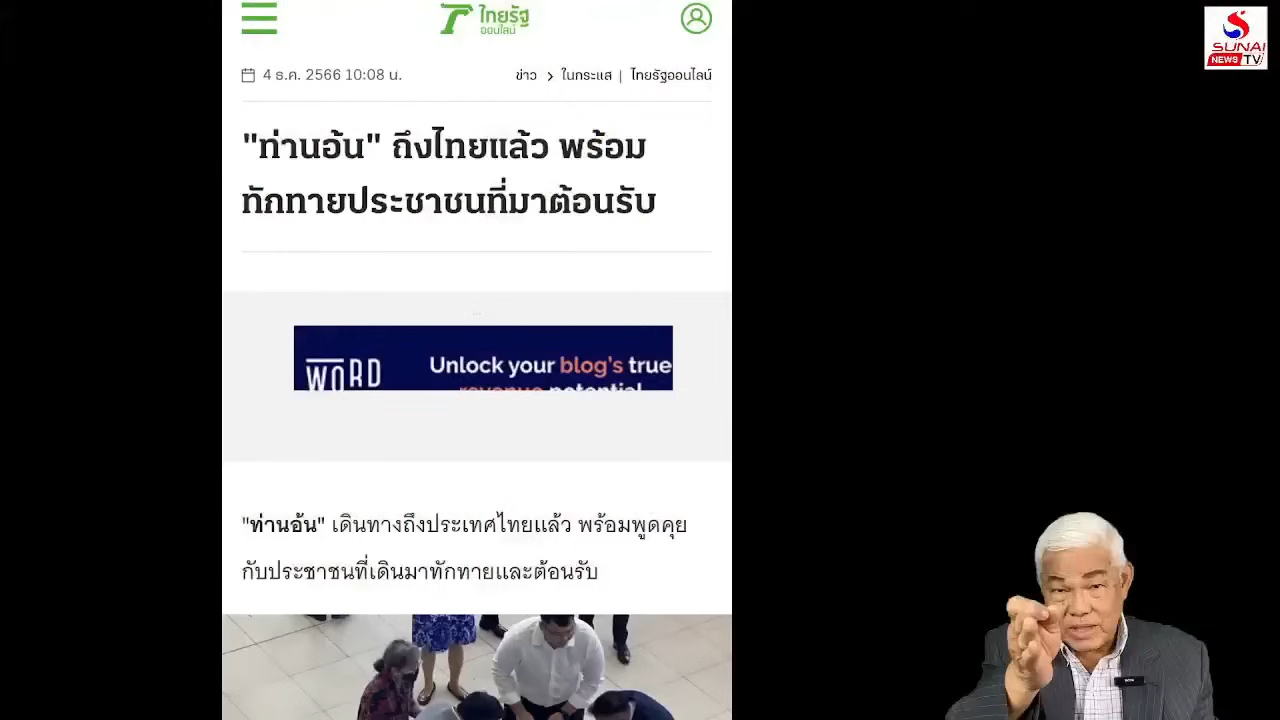 ไทยรัฐ
ออนไลน์
SUNAI
NEWS TV
4 ธ.ค. 2566 10:08 น.
ข่าว > ในกระแส | ไทยรัฐออนไลน์
"ท่านอ้น" ถึงไทยแล้ว พร้อม
ทักทายประชาชนที่มาต้อนรับ
WORD
Unlock your blog's true
revenue potential
"ท่านอ้น" เดินทางถึงประเทศไทยแล้ว พร้อมพูดคุย
กับประชาชนที่เดินมาทักทายและต้อนรับ